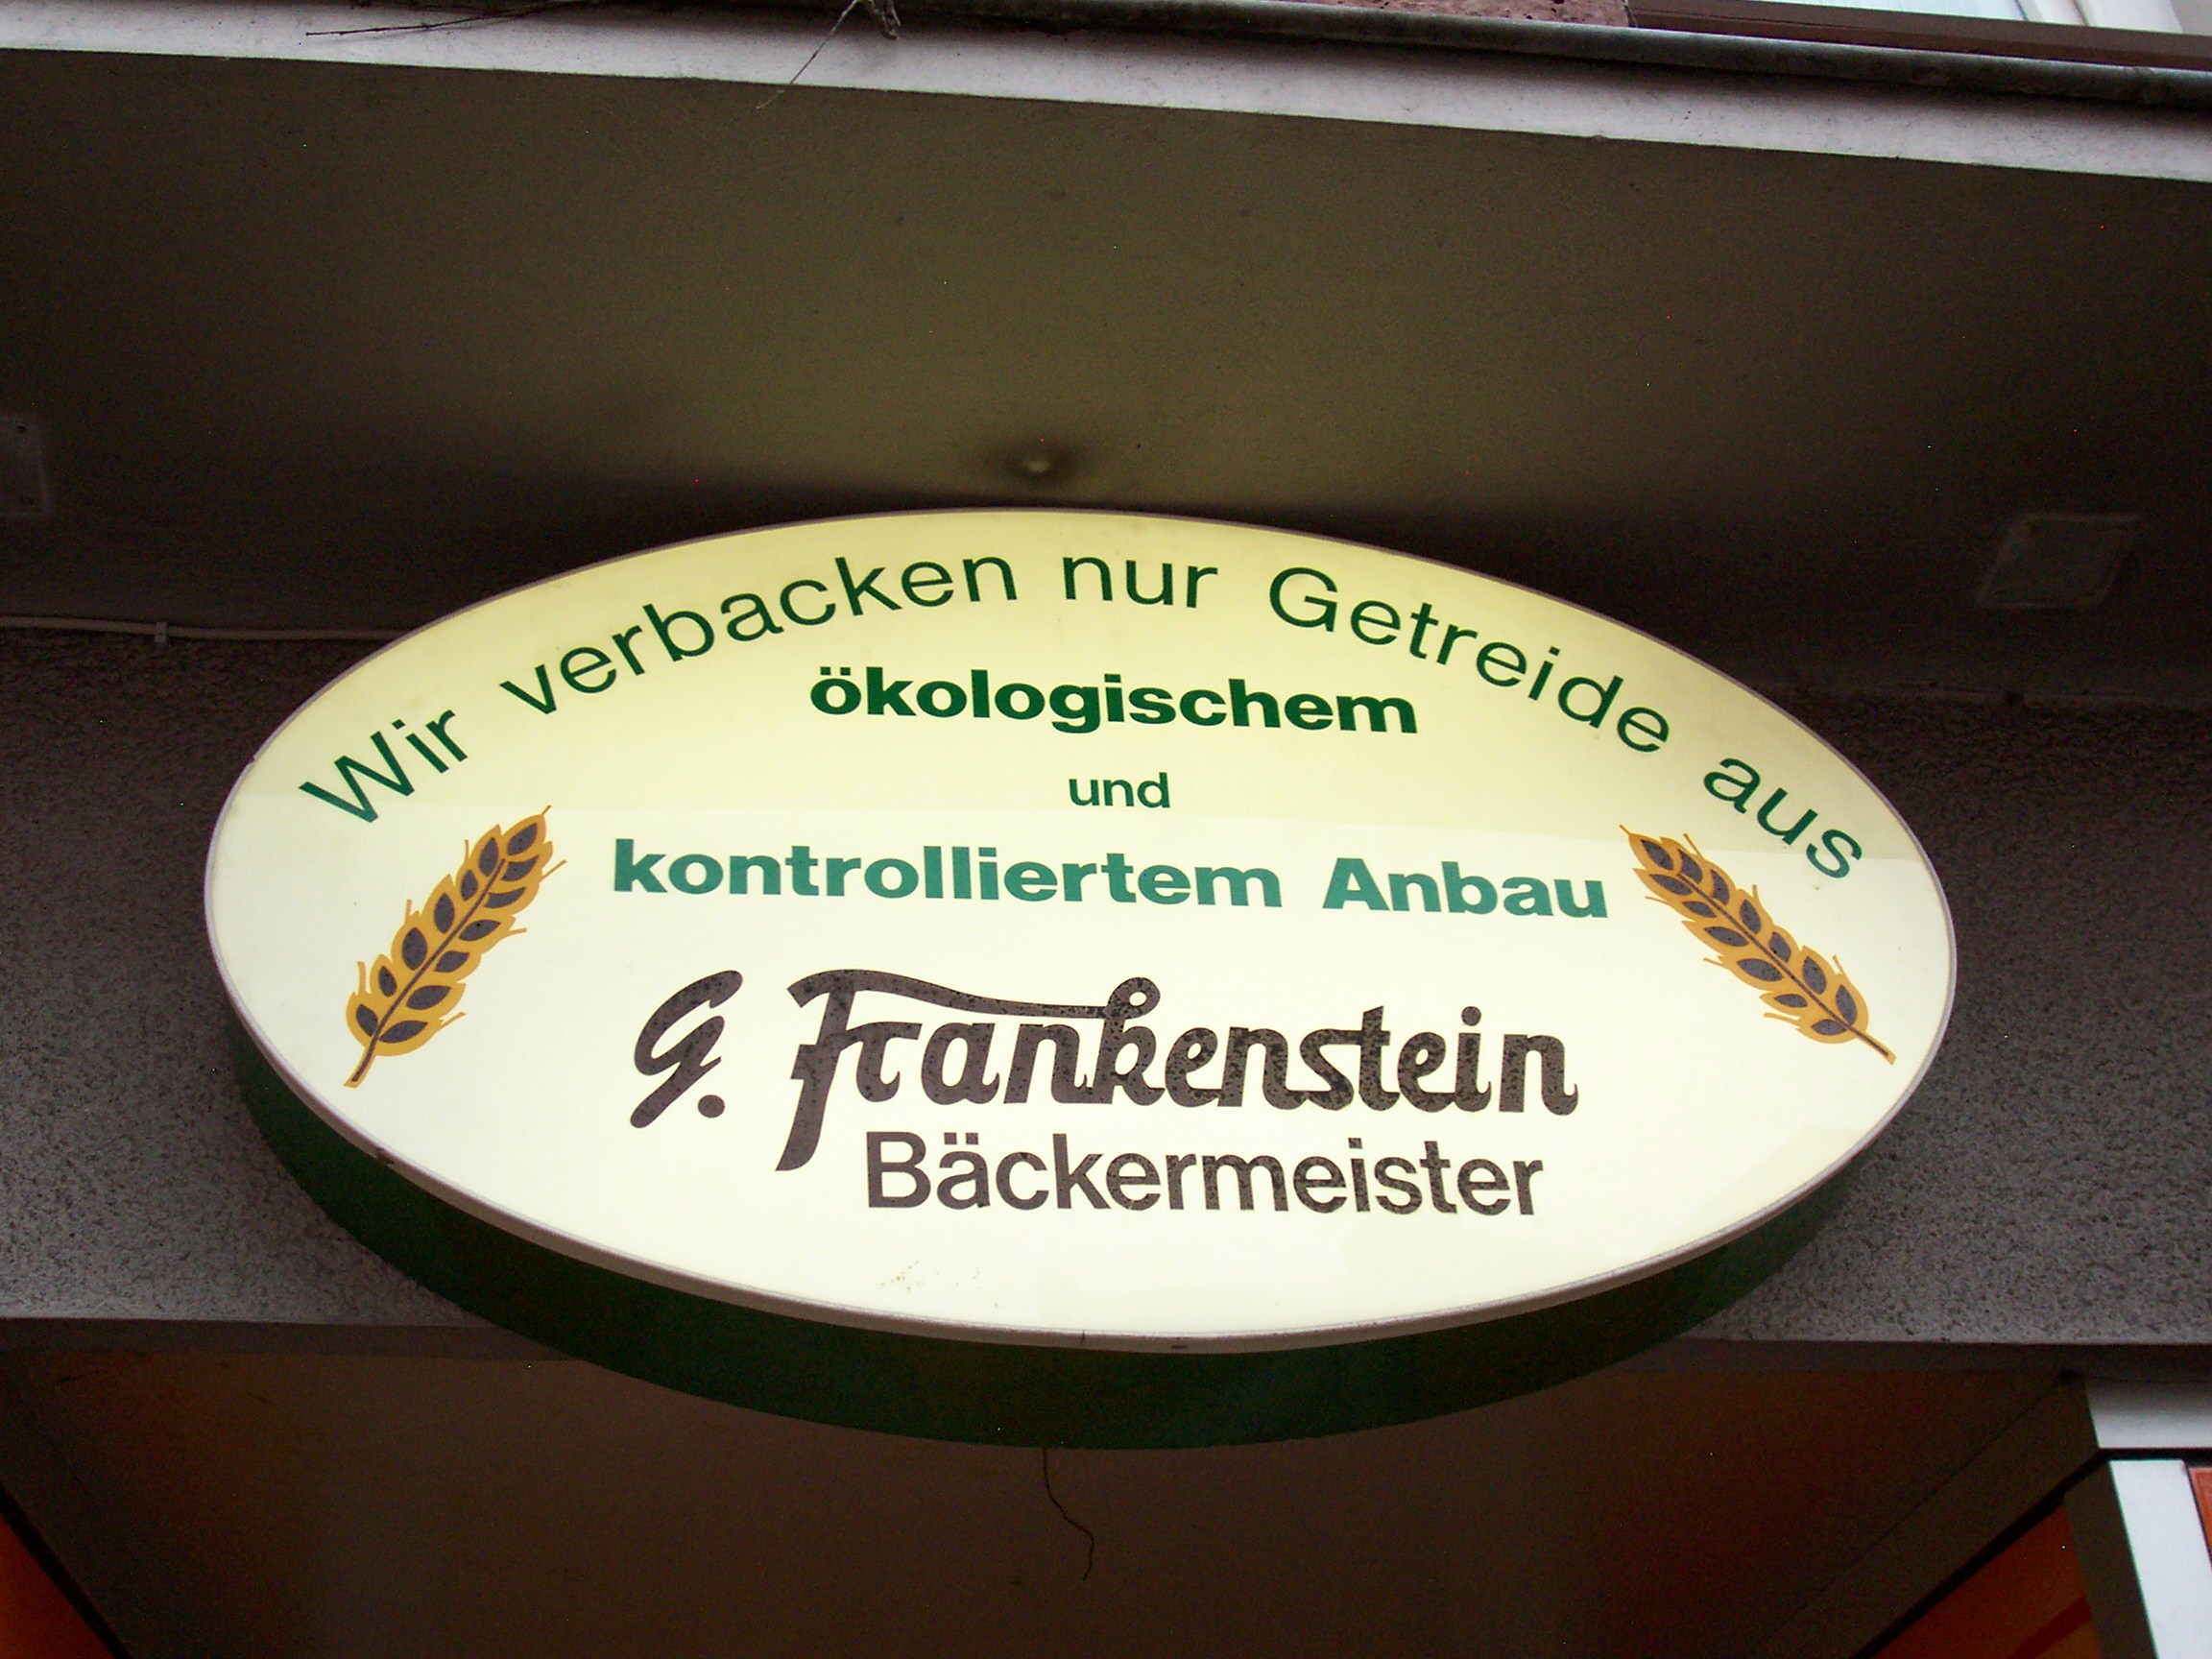 Wir verbacken nur Getreide aus
ökologischem
und
kontrolliertem Anbau
G. Frankenstein
Bäckermeister